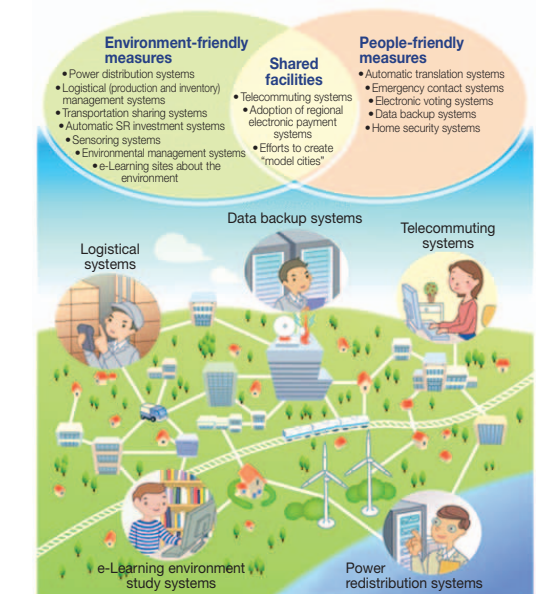 Environment-friendly
measures
• Power distribution systems
• Logistical (production and inventory)
management systems
• Transportation sharing systems
• Automatic SR investment systems
• Sensoring systems
• Environmental management systems
• e-Learning sites about the
environment
Shared
facilities
• Telecommuting systems
• Adoption of regional
electronic payment
systems
• Efforts to create
"model cities"
People-friendly
measures
• Automatic translation systems
• Emergency contact systems
• Electronic voting systems
• Data backup systems
• Home security systems
Data backup systems
Telecommuting
systems
Logistical
systems
e-Learning environment
study systems
Power
redistribution systems